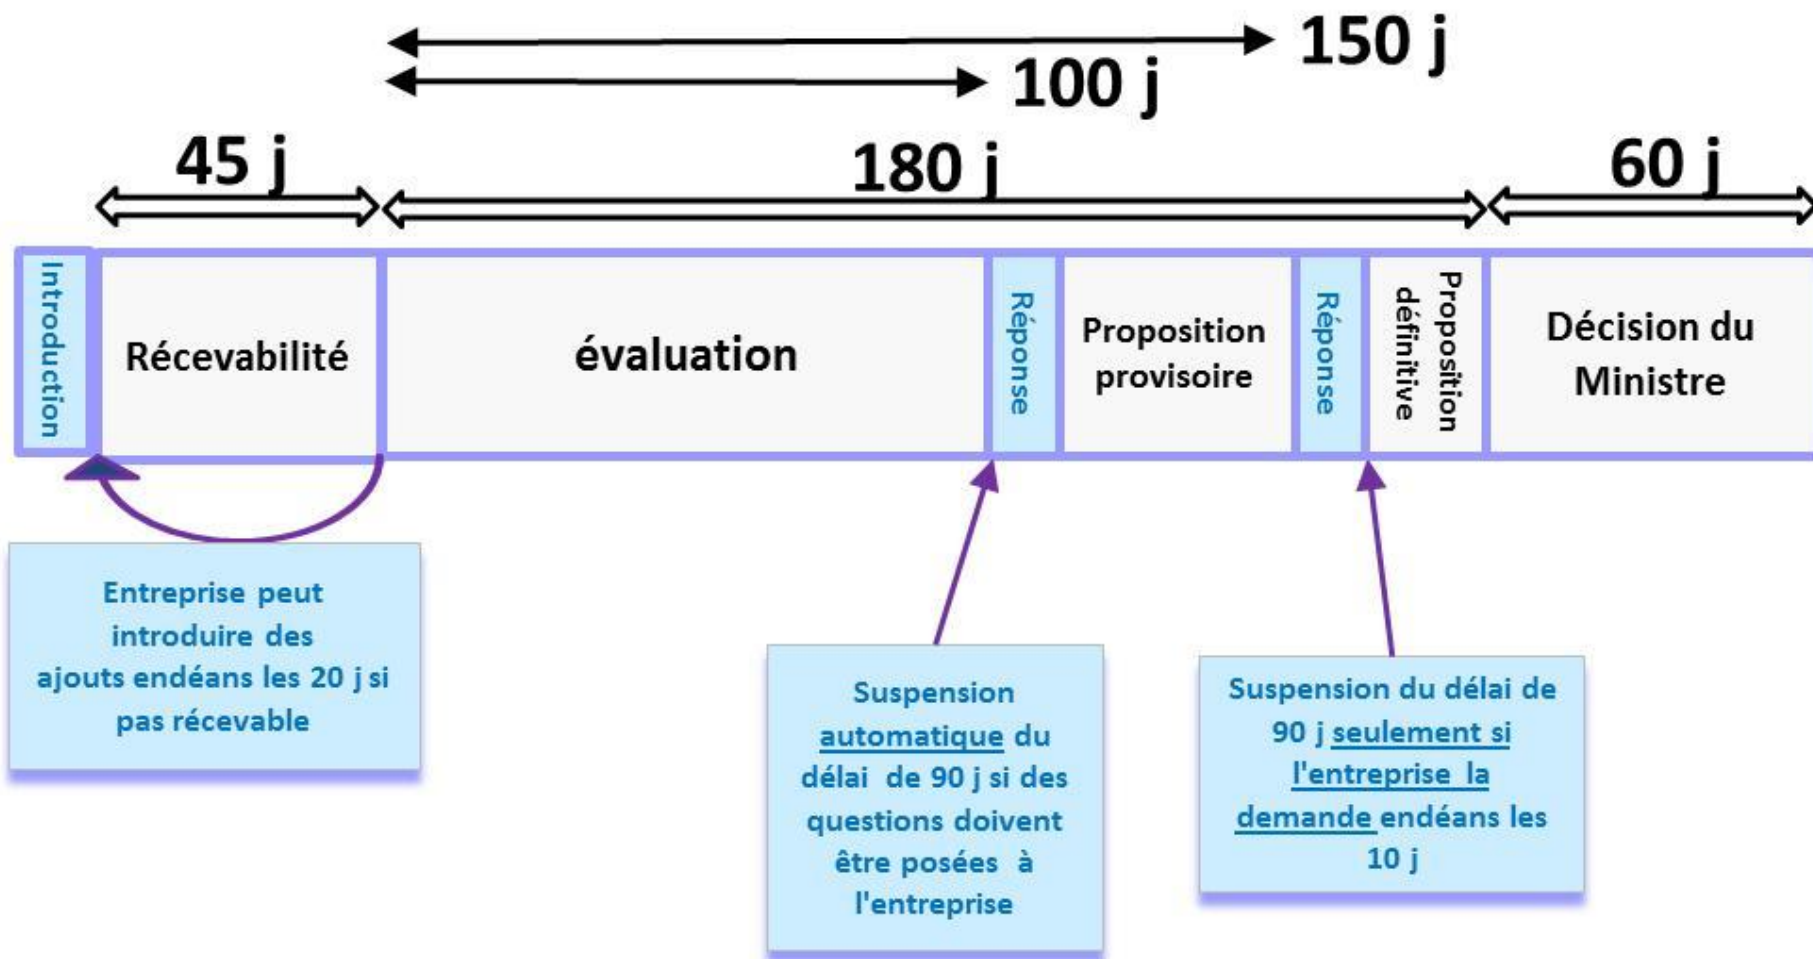 150 j
100 j
45 j
180 j
60 j
Introduction
Récevabilité
évaluation
Réponse
Proposition
provisoire
Réponse
Proposition
définitive
Décision du
Ministre
Entreprise peut
introduire des
ajouts endéans les 20 j si
pas récevable
Suspension
automatique du
délai de 90 j si des
questions doivent
être posées à
l'entreprise
Suspension du délai de
90 j seulement si
l'entreprise la
demande endéans les
10 j